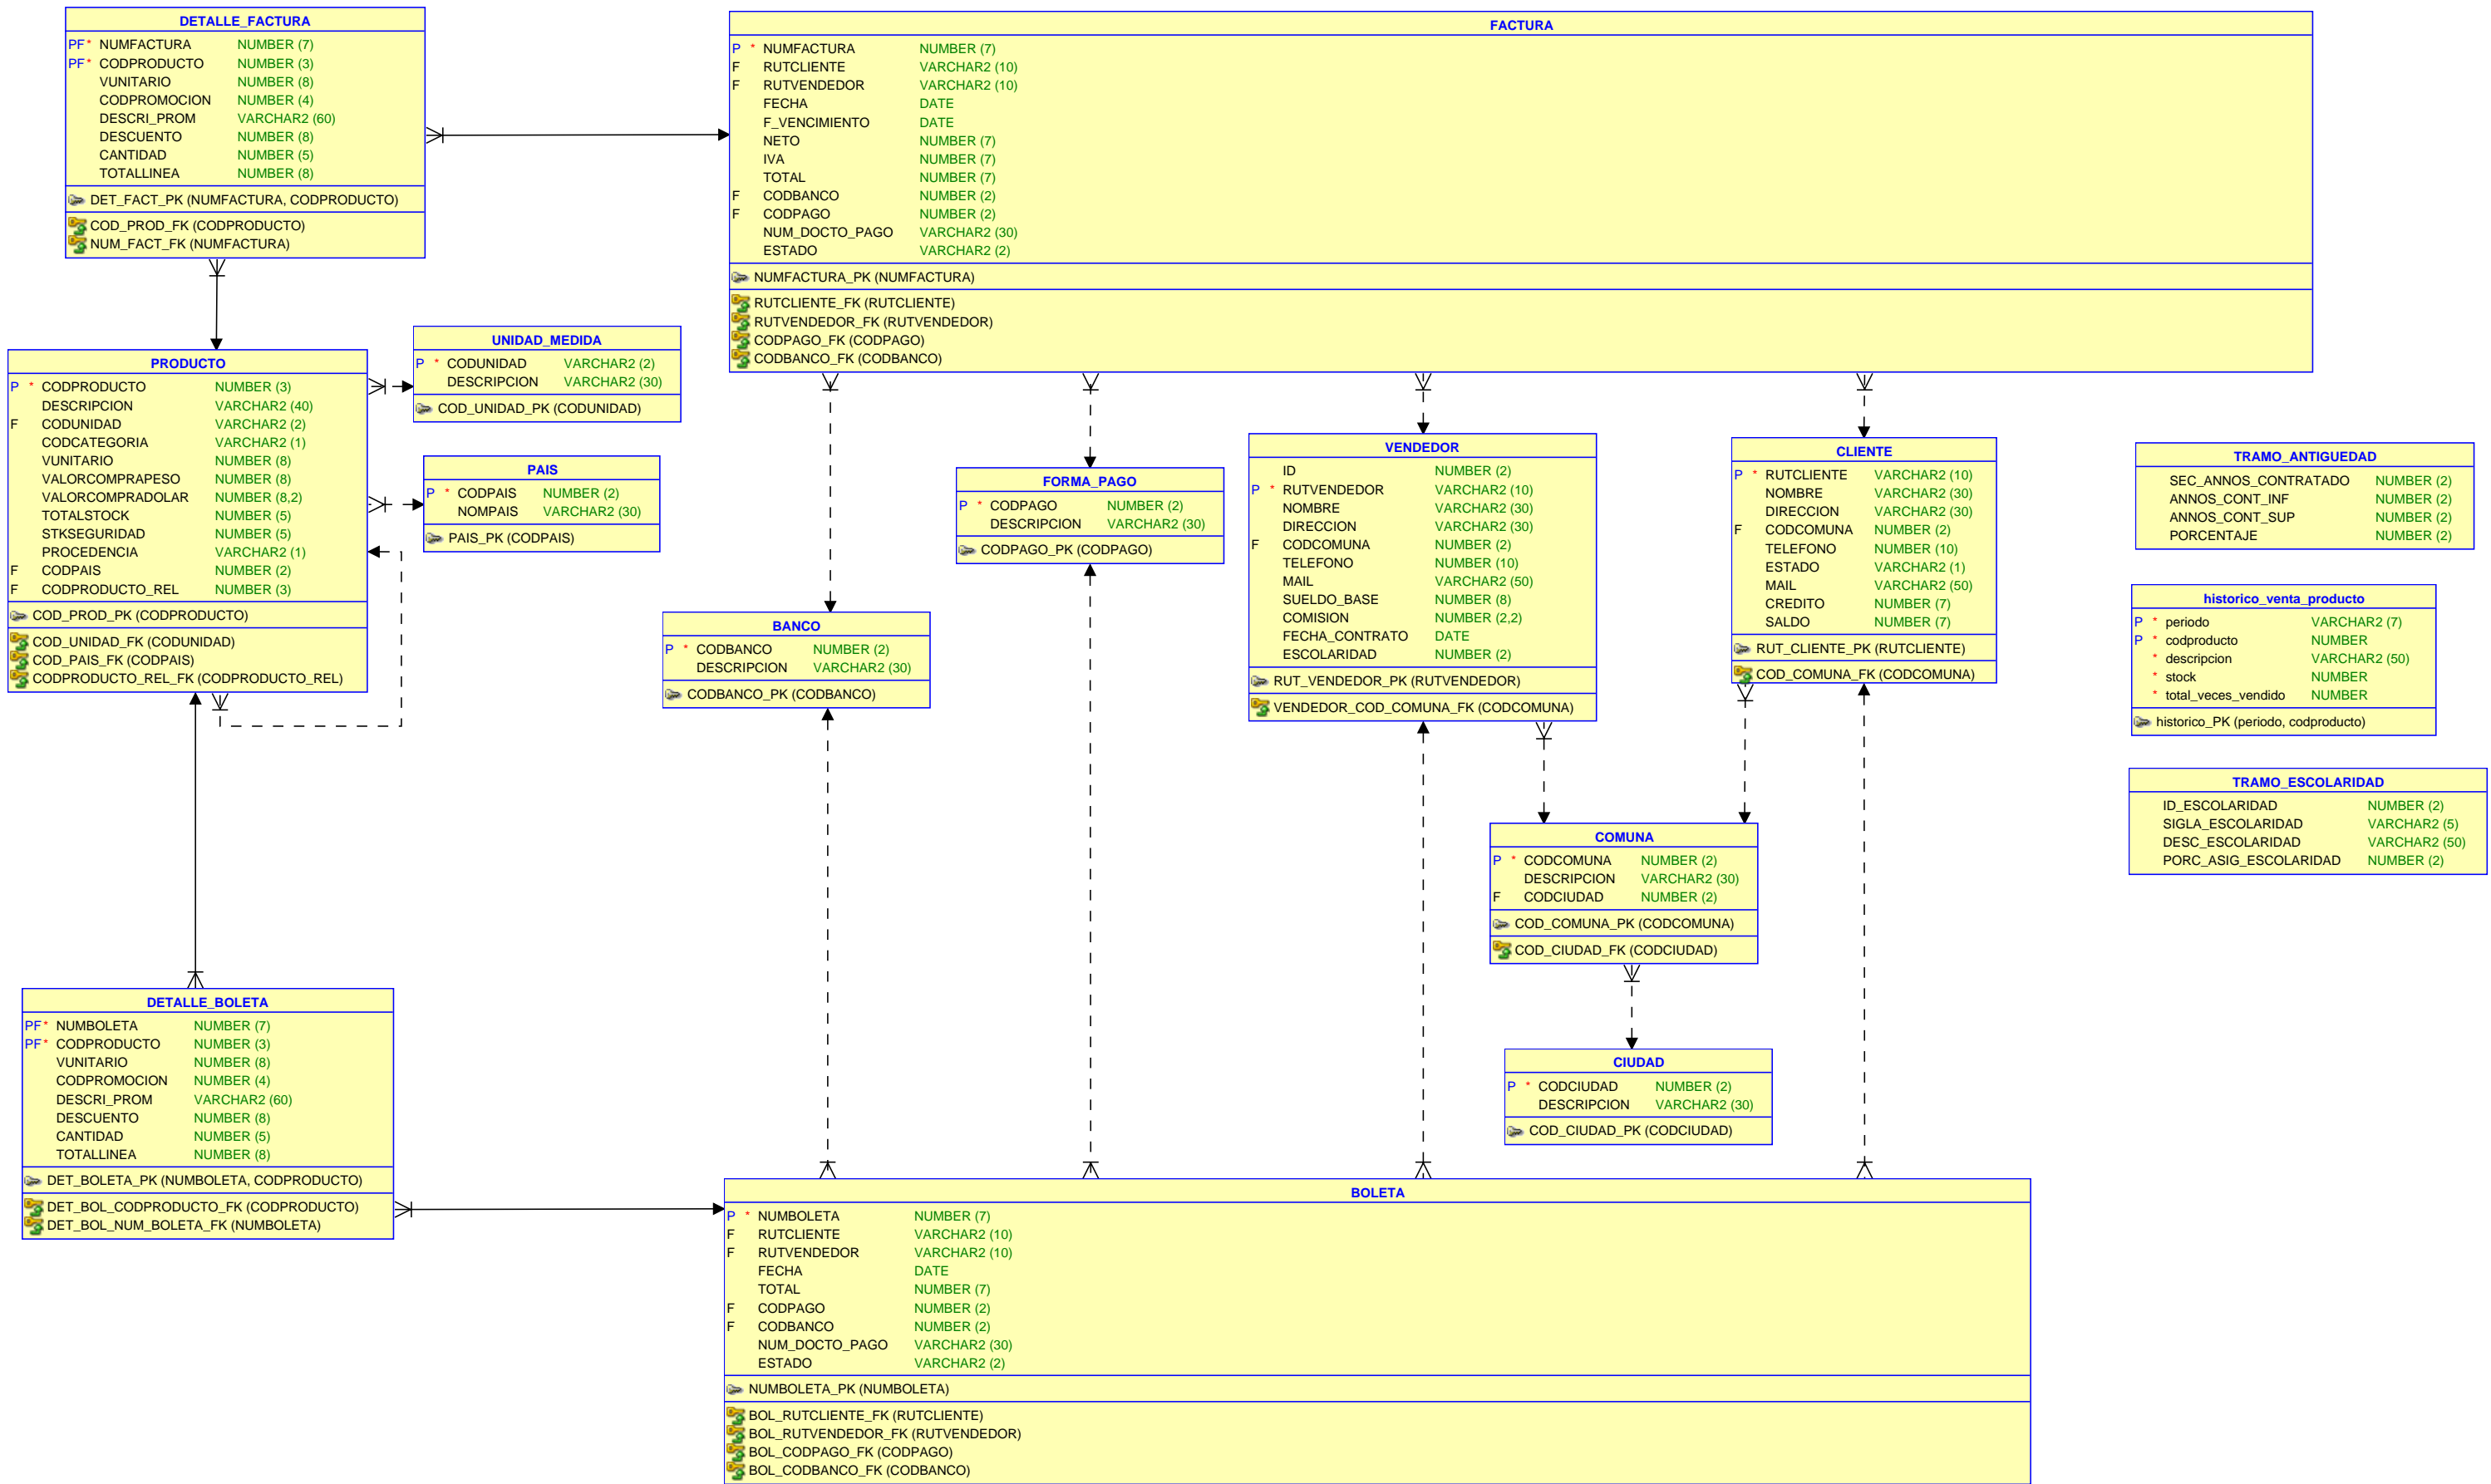 DETALLE_FACTURA
PF* NUMFACTURA NUMBER (7)
PF* CODPRODUCTO NUMBER (3)
VUNITARIO NUMBER (8)
CODPROMOCION NUMBER (4)
DESCRI_PROM VARCHAR2 (60)
DESCUENTO NUMBER (8)
CANTIDAD NUMBER (5)
TOTALLINEA NUMBER (8)
DET_FACT_PK (NUMFACTURA, CODPRODUCTO)
COD_PROD_FK (CODPRODUCTO)
NUM_FACT_FK (NUMFACTURA)
FACTURA
P * NUMFACTURA NUMBER (7)
F RUTCLIENTE VARCHAR2 (10)
F RUTVENDEDOR VARCHAR2 (10)
FECHA DATE
F_VENCIMIENTO DATE
NETO NUMBER (7)
IVA NUMBER (7)
TOTAL NUMBER (7)
F CODBANCO NUMBER (2)
F CODPAGO NUMBER (2)
NUM_DOCTO_PAGO VARCHAR2 (30)
ESTADO VARCHAR2 (2)
NUMFACTURA_PK (NUMFACTURA)
RUTCLIENTE_FK (RUTCLIENTE)
RUTVENDEDOR_FK (RUTVENDEDOR)
CODPAGO_FK (CODPAGO)
CODBANCO_FK (CODBANCO)
PRODUCTO
P * CODPRODUCTO NUMBER (3)
DESCRIPCION VARCHAR2 (40)
F CODUNIDAD VARCHAR2 (2)
CODCATEGORIA VARCHAR2 (1)
VUNITARIO NUMBER (8)
VALORCOMPRAPESO NUMBER (8)
VALORCOMPRADOLAR NUMBER (8,2)
TOTALSTOCK NUMBER (5)
STKSEGURIDAD NUMBER (5)
PROCEDENCIA VARCHAR2 (1)
F CODPAIS NUMBER (2)
F CODPRODUCTO_REL NUMBER (3)
COD_PROD_PK (CODPRODUCTO)
COD_UNIDAD_FK (CODUNIDAD)
COD_PAIS_FK (CODPAIS)
CODPRODUCTO_REL_FK (CODPRODUCTO_REL)
UNIDAD_MEDIDA
P * CODUNIDAD VARCHAR2 (2)
DESCRIPCION VARCHAR2 (30)
COD_UNIDAD_PK (CODUNIDAD)
PAIS
P * CODPAIS NUMBER (2)
NOMPAIS VARCHAR2 (30)
PAIS_PK (CODPAIS)
BANCO
P * CODBANCO NUMBER (2)
DESCRIPCION VARCHAR2 (30)
CODBANCO_PK (CODBANCO)
FORMA_PAGO
P * CODPAGO NUMBER (2)
DESCRIPCION VARCHAR2 (30)
CODPAGO_PK (CODPAGO)
VENDEDOR
ID NUMBER (2)
P * RUTVENDEDOR VARCHAR2 (10)
NOMBRE VARCHAR2 (30)
DIRECCION VARCHAR2 (30)
F CODCOMUNA NUMBER (2)
TELEFONO NUMBER (10)
MAIL VARCHAR2 (50)
SUELDO_BASE NUMBER (8)
COMISION NUMBER (2,2)
FECHA_CONTRATO DATE
ESCOLARIDAD NUMBER (2)
RUT_VENDEDOR_PK (RUTVENDEDOR)
VENDEDOR_COD_COMUNA_FK (CODCOMUNA)
CLIENTE
P * RUTCLIENTE VARCHAR2 (10)
NOMBRE VARCHAR2 (30)
DIRECCION VARCHAR2 (30)
F CODCOMUNA NUMBER (2)
TELEFONO NUMBER (10)
ESTADO VARCHAR2 (1)
MAIL VARCHAR2 (50)
CREDITO NUMBER (7)
SALDO NUMBER (7)
RUT_CLIENTE_PK (RUTCLIENTE)
COD_COMUNA_FK (CODCOMUNA)
TRAMO_ANTIGUEDAD
SEC_ANNOS_CONTRATADO NUMBER (2)
ANNOS_CONT_INF NUMBER (2)
ANNOS_CONT_SUP NUMBER (2)
PORCENTAJE NUMBER (2)
historico_venta_producto
P * periodo VARCHAR2 (7)
P * codproducto NUMBER
* descripcion VARCHAR2 (50)
* stock NUMBER
* total_veces_vendido NUMBER
historico_PK (periodo, codproducto)
TRAMO_ESCOLARIDAD
ID_ESCOLARIDAD NUMBER (2)
SIGLA_ESCOLARIDAD VARCHAR2 (5)
DESC_ESCOLARIDAD VARCHAR2 (50)
PORC_ASIG_ESCOLARIDAD NUMBER (2)
COMUNA
P * CODCOMUNA NUMBER (2)
DESCRIPCION VARCHAR2 (30)
F CODCIUDAD NUMBER (2)
COD_COMUNA_PK (CODCOMUNA)
COD_CIUDAD_FK (CODCIUDAD)
CIUDAD
P * CODCIUDAD NUMBER (2)
DESCRIPCION VARCHAR2 (30)
COD_CIUDAD_PK (CODCIUDAD)
DETALLE_BOLETA
PF* NUMBOLETA NUMBER (7)
PF* CODPRODUCTO NUMBER (3)
VUNITARIO NUMBER (8)
CODPROMOCION NUMBER (4)
DESCRI_PROM VARCHAR2 (60)
DESCUENTO NUMBER (8)
CANTIDAD NUMBER (5)
TOTALLINEA NUMBER (8)
DET_BOLETA_PK (NUMBOLETA, CODPRODUCTO)
DET_BOL_CODPRODUCTO_FK (CODPRODUCTO)
DET_BOL_NUM_BOLETA_FK (NUMBOLETA)
BOLETA
P * NUMBOLETA NUMBER (7)
F RUTCLIENTE VARCHAR2 (10)
F RUTVENDEDOR VARCHAR2 (10)
FECHA DATE
TOTAL NUMBER (7)
F CODPAGO NUMBER (2)
F CODBANCO NUMBER (2)
NUM_DOCTO_PAGO VARCHAR2 (30)
ESTADO VARCHAR2 (2)
NUMBOLETA_PK (NUMBOLETA)
BOL_RUTCLIENTE_FK (RUTCLIENTE)
BOL_RUTVENDEDOR_FK (RUTVENDEDOR)
BOL_CODPAGO_FK (CODPAGO)
BOL_CODBANCO_FK (CODBANCO)